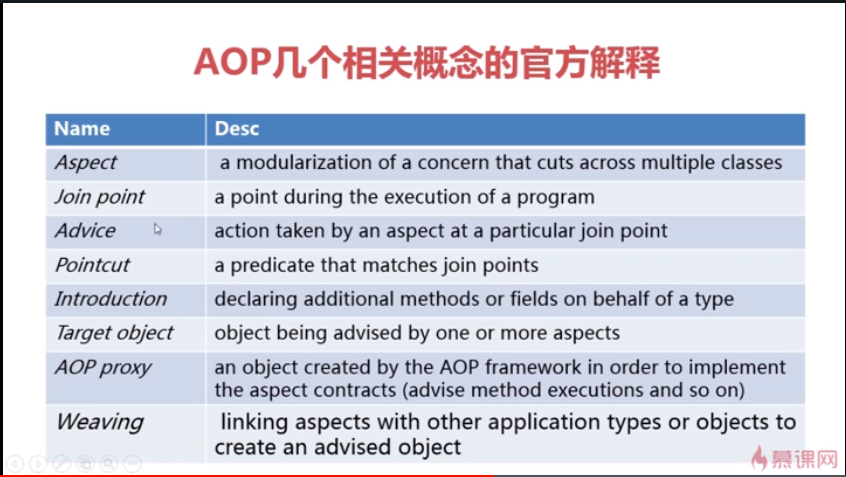 AOP几个相关概念的官方解释
Name Desc
Aspect a modularization of a concern that cuts across multiple classes
Join point a point during the execution of a program
Advice action taken by an aspect at a particular join point
Pointcut a predicate that matches join points
Introduction declaring additional methods or fields on behalf of a type
Target object object being advised by one or more aspects
AOP proxy an object created by the AOP framework in order to implement
the aspect contracts (advise method executions and so on)
Weaving linking aspects with other application types or objects to
create an advised object
慕课网